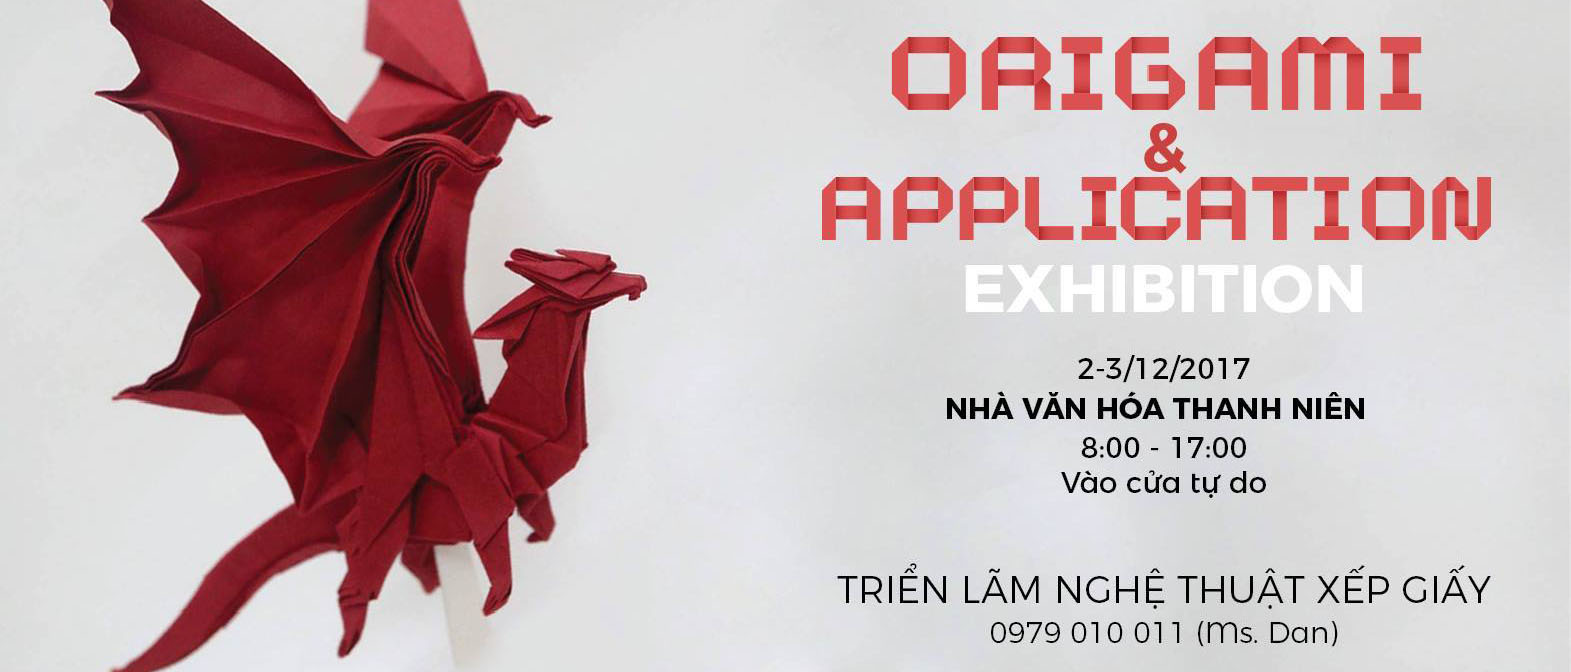 ORIGAMI
&
APPLICATION
EXHIBITION
2-3/12/2017
NHÀ VĂN HÓA THANH NIÊN
8:00 - 17:00
Vào cửa tự do
TRIỂN LÃM NGHỆ THUẬT XẾP GIẤY
0979 010 011 (Ms. Dan)